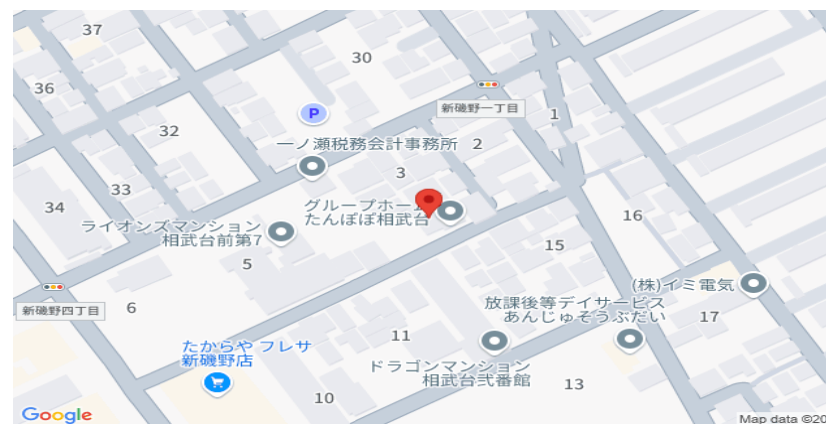 37
30
36
P
新磯野一丁目
1
32
一ノ瀬税務会計事務所
2
3
33
34
グループホーム
たんぽぽ相武台
16
ライオンズマンション
相武台前第7
15
5
(株)イミ電気
新磯野四丁目
6
放課後等デイサービス
あんじゅそうぶだい
17
11
たからや フレサ
新磯野店
ドラゴンマンション
相武台弐番館
13
10
Google
Map data ©20